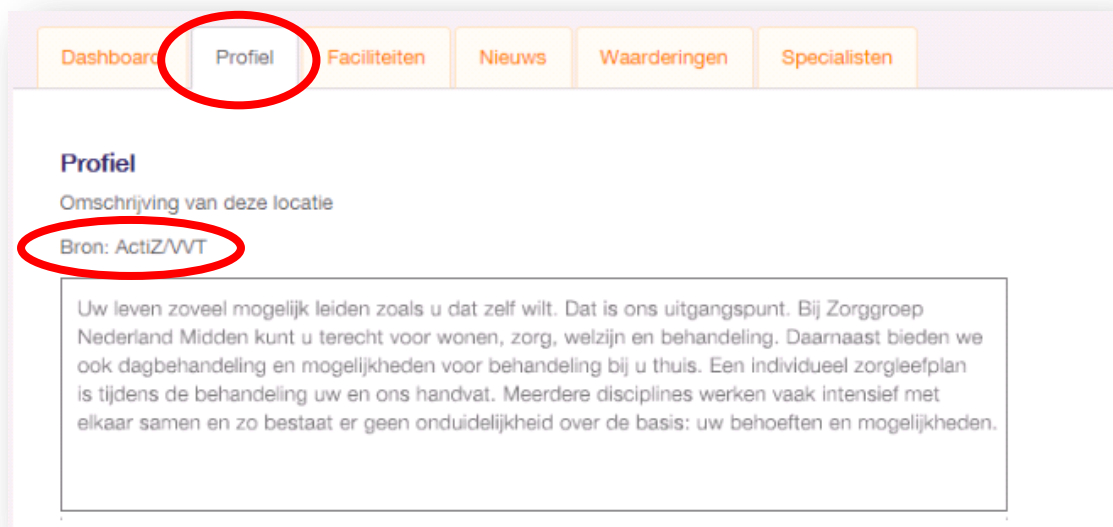 Dashboard Profiel Faciliteiten Nieuws Waarderingen Specialisten
Profiel
Omschrijving van deze locatie
Bron: ActiZ/VVT
Uw leven zoveel mogelijk leiden zoals u dat zelf wilt. Dat is ons uitgangspunt. Bij Zorggroep
Nederland Midden kunt u terecht voor wonen, zorg, welzijn en behandeling. Daarnaast bieden we
ook dagbehandeling en mogelijkheden voor behandeling bij u thuis. Een individueel zorgleefplan
is tijdens de behandeling uw en ons handvat. Meerdere disciplines werken vaak intensief met
elkaar samen en zo bestaat er geen onduidelijkheid over de basis: uw behoeften en mogelijkheden.